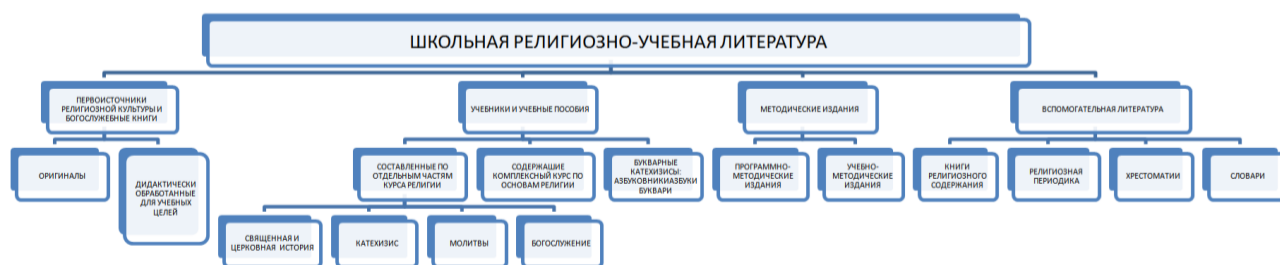 ШКОЛЬНАЯ РЕЛИГИОЗНО-УЧЕБНАЯ ЛИТЕРАТУРА
ПЕРВОИСТОЧНИКИ
РЕЛИГИОЗНОЙ КУЛЬТУРЫ И
БОГОСЛУЖЕБНЫЕ КНИГИ
УЧЕБНИКИ И УЧЕБНЫЕ ПОСОБИЯ
МЕТОДИЧЕСКИЕ ИЗДАНИЯ
ВСПОМОГАТЕЛЬНАЯ ЛИТЕРАТУРА
ОРИГИНАЛЫ
ДИДАКТИЧЕСКИ
ОБРАБОТАННЫЕ
ДЛЯ УЧЕБНЫХ
ЦЕЛЕЙ
СОСТАВЛЕННЫЕ ПО
ОТДЕЛЬНЫМ ЧАСТЯМ
КУРСА РЕЛИГИИ
СОДЕРЖАЩИЕ
КОМПЛЕКСНЫЙ КУРС ПО
ОСНОВАМ РЕЛИГИИ
БУКВАРНЫЕ
КАТЕХИЗИСЫ:
АЗБУКОВНИКИАЗБУКИ
БУКВАРИ
ПРОГРАММНО-
МЕТОДИЧЕСКИЕ
ИЗДАНИЯ
УЧЕБНО-
МЕТОДИЧЕСКИЕ
ИЗДАНИЯ
КНИГИ
РЕЛИГИОЗНОГО
СОДЕРЖАНИЯ
РЕЛИГИОЗНАЯ
ПЕРИОДИКА
ХРЕСТОМАТИИ
СЛОВАРИ
СВЯЩЕННАЯ И
ЦЕРКОВНАЯ ИСТОРИЯ
КАТЕХИЗИС
МОЛИТВЫ
БОГОСЛУЖЕНИЕ